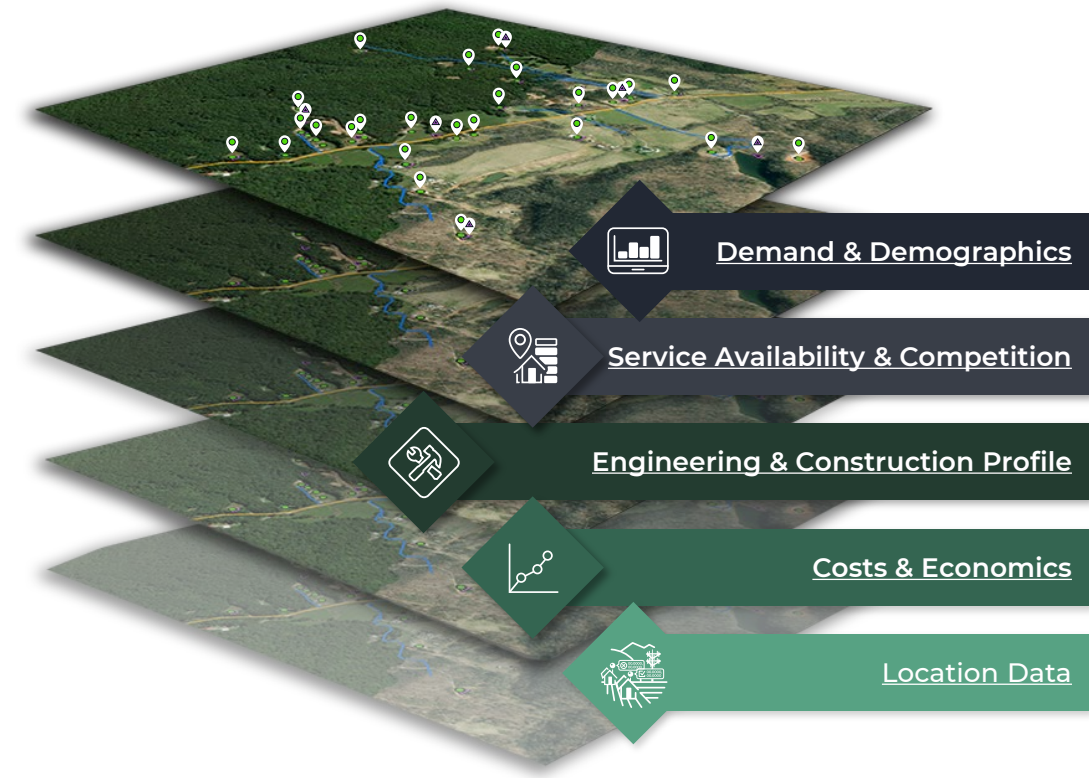 Demand & Demographics
Service Availability & Competition
Engineering & Construction Profile
Costs & Economics
Location Data